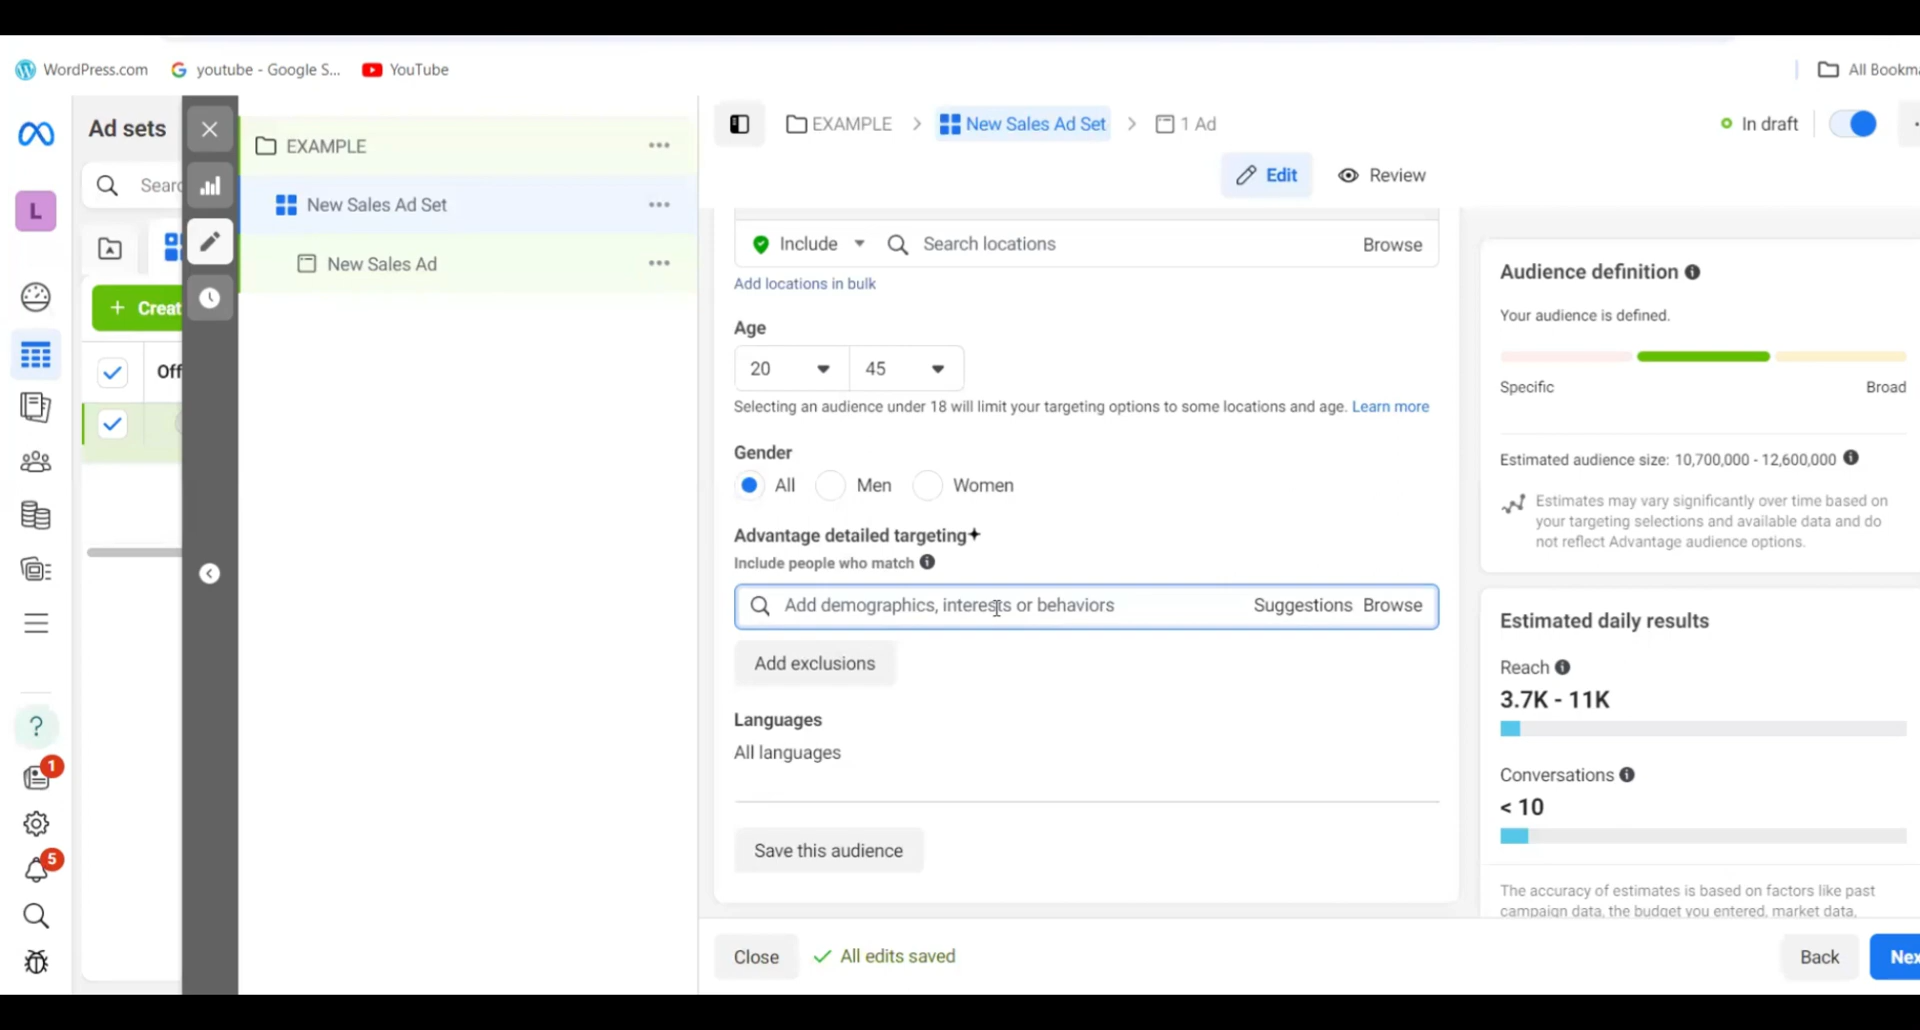 WordPress.com
youtube - Google S...
YouTube
All Bookma
Ad sets
L
Searc
Creat
Off
1
5
EXAMPLE
New Sales Ad Set
New Sales Ad
EXAMPLE
New Sales Ad Set
1 Ad
In draft
Edit
Review
Include
Search locations
Browse
Add locations in bulk
Age
20
45
Selecting an audience under 18 will limit your targeting options to some locations and age. Learn more
Gender
All
Men
Women
Advantage detailed targeting
Include people who match
Add demographics, interests or behaviors
Suggestions
Browse
Add exclusions
Languages
All languages
Save this audience
Audience definition
Your audience is defined.
Specific
Broad
Estimated audience size: 10,700,000 - 12,600,000
Estimates may vary significantly over time based on
your targeting selections and available data and do
not reflect Advantage audience options.
Estimated daily results
Reach
3.7K - 11K
Conversations
< 10
The accuracy of estimates is based on factors like past
campaign data, the budget you entered, market data,
Close
All edits saved
Back
Nex